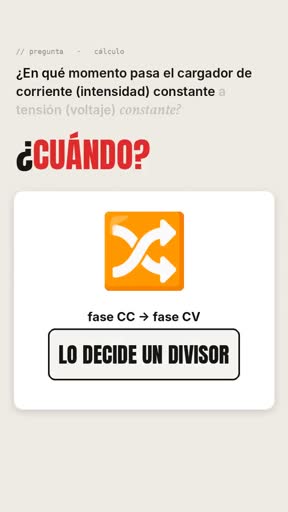 // pregunta · cálculo
¿En qué momento pasa el cargador de
corriente (intensidad) constante a
tensión (voltaje) constante?
¿CUÁNDO?
fase CC → fase CV
LO DECIDE UN DIVISOR